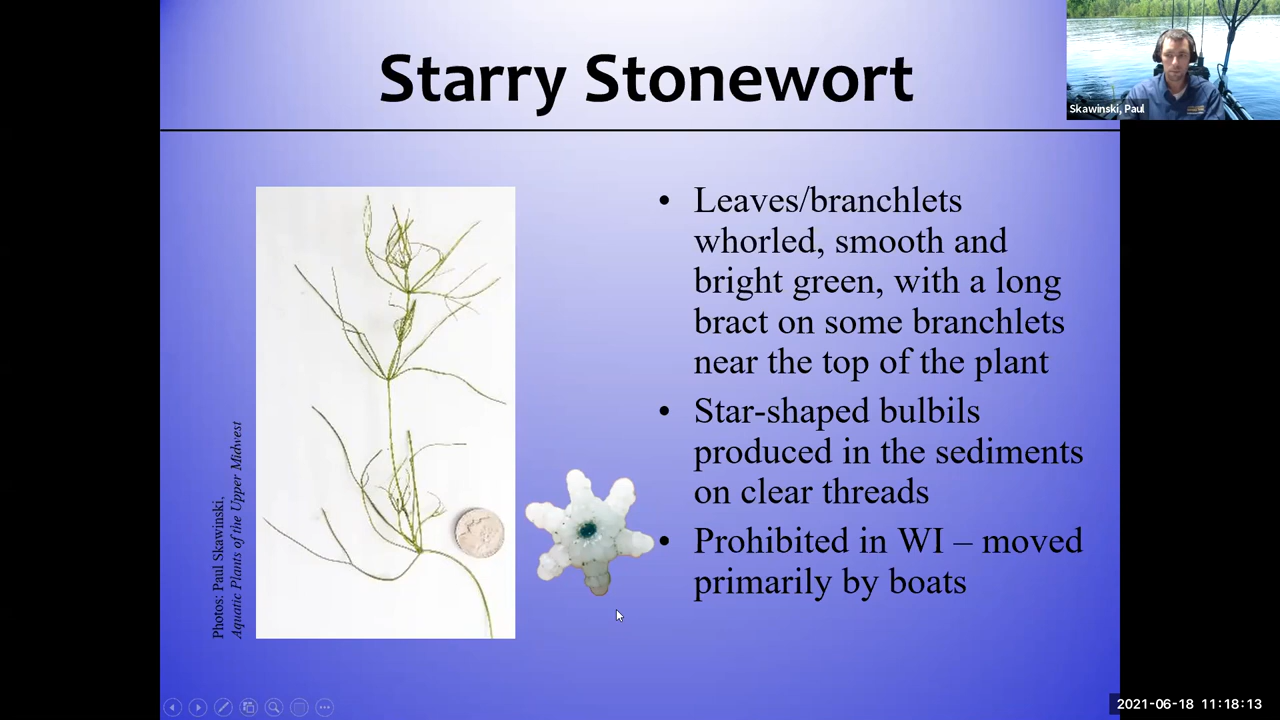 Starry Stonewort
Skawinski, Paul
• Leaves/branchlets
whorled, smooth and
bright green, with a long
bract on some branchlets
near the top of the plant
• Star-shaped bulbils
produced in the sediments
on clear threads
• Prohibited in WI – moved
primarily by boats
Photos: Paul Skawinski,
Aquatic Plants of the Upper Midwest
2021-06-18 11:18:13